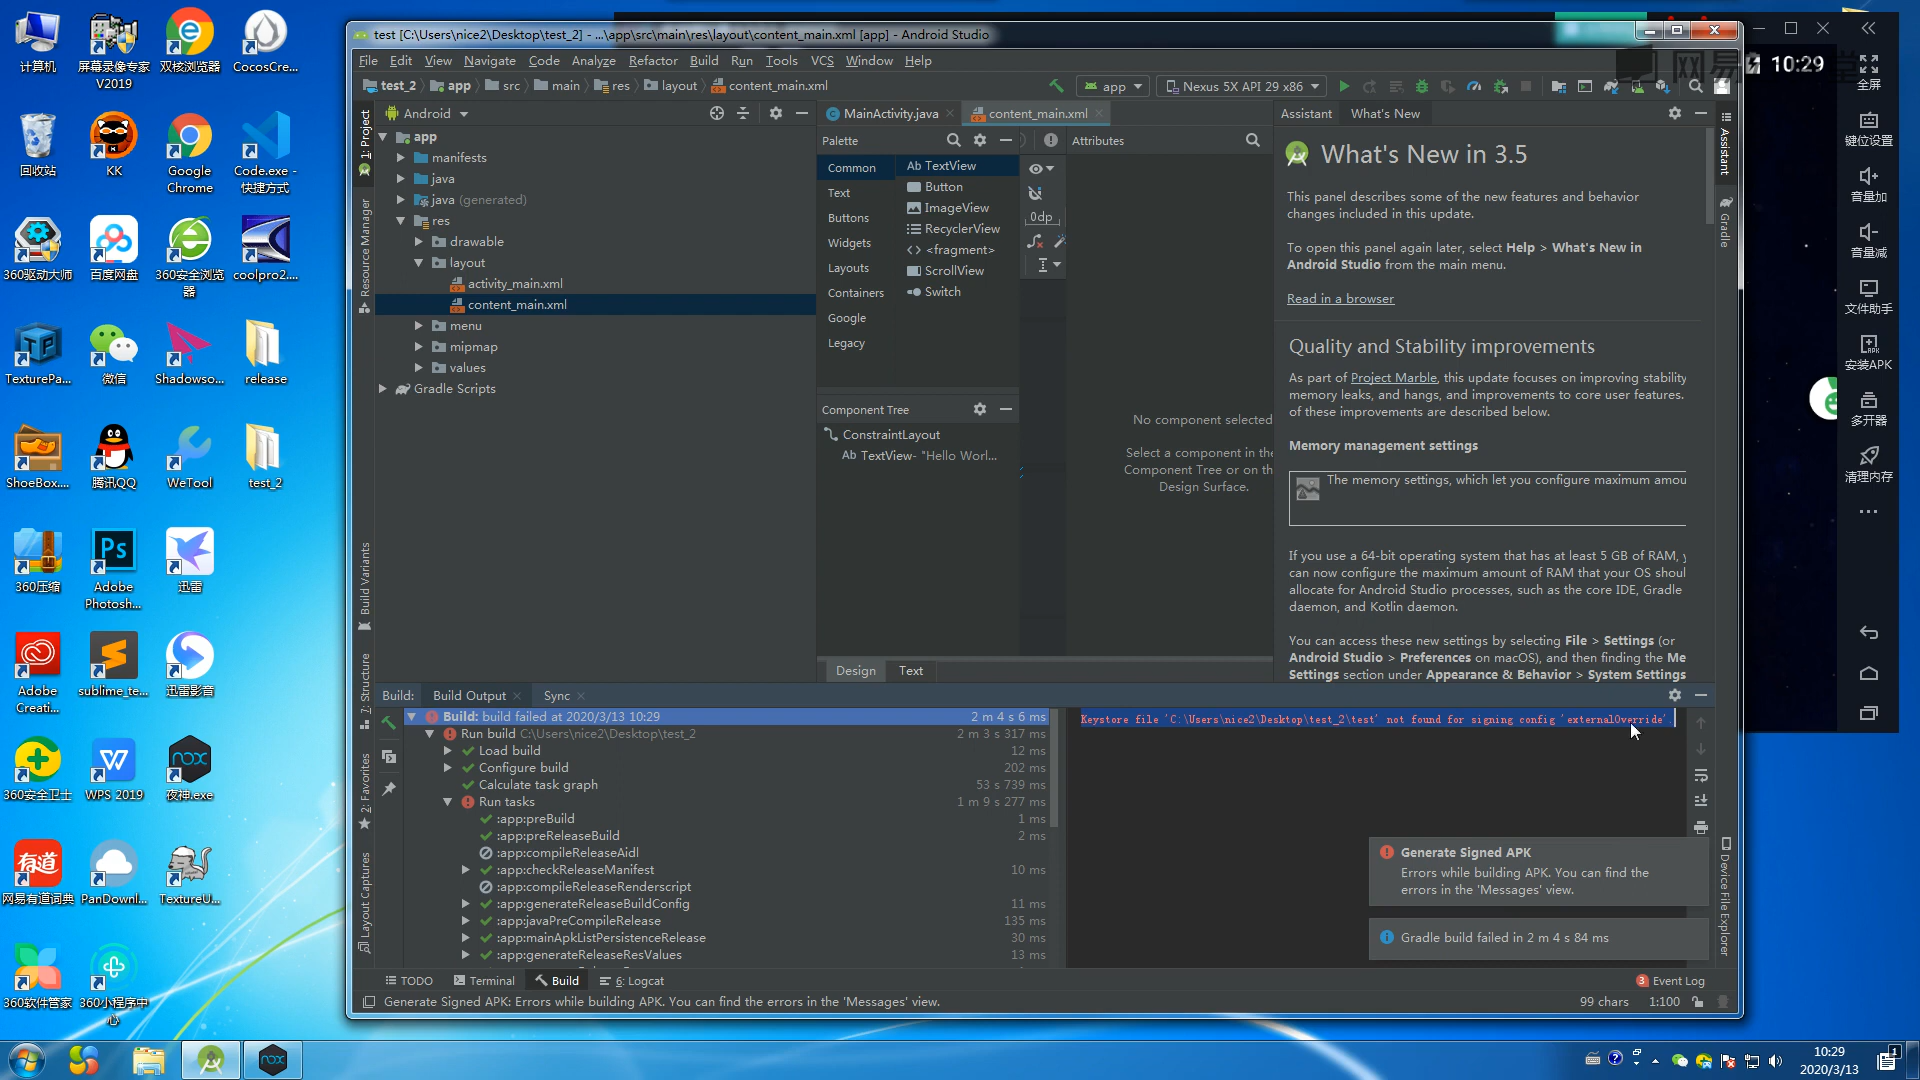 计算机
屏幕录像专家
V2019
双核浏览器
CocosCre...
回收站
KK
Google
Chrome
Code.exe -
快捷方式
360驱动大师
百度网盘
360安全浏览
器
coolpro2....
TexturePa...
微信
Shadowso...
release
ShoeBox....
腾讯QQ
WeTool
test_2
360压缩
Adobe
Photosh...
迅雷
Adobe
Creati...
sublime_te...
迅雷影音
360安全卫士
WPS 2019
夜神.exe
网易有道词典
PanDownl...
TextureU...
360软件管家
360小程序中
心
test [C:\Users\nice2\Desktop\test_2] - ...\app\src\main\res\layout\content_main.xml [app] - Android Studio
File Edit View Navigate Code Analyze Refactor Build Run Tools VCS Window Help
test_2 app src main res layout content_main.xml
app
Nexus 5X API 29 x86
1: Project
Resource Manager
Build Variants
7: Structure
2: Favorites
Layout Captures
Android
app
manifests
java
java (generated)
res
drawable
layout
activity_main.xml
content_main.xml
menu
mipmap
values
Gradle Scripts
MainActivity.java
content_main.xml
Palette
Common
Text
Buttons
Widgets
Layouts
Containers
Google
Legacy
Ab TextView
Button
ImageView
RecyclerView
<fragment>
ScrollView
Switch
0dp
Component Tree
ConstraintLayout
Ab TextView- "Hello Worl...
Attributes
No component selected
Select a component in the
Component Tree or on th
Design Surface.
Design
Text
Assistant
What's New
What's New in 3.5
This panel describes some of the new features and behavior
changes included in this update.
To open this panel again later, select Help > What's New in
Android Studio from the main menu.
Read in a browser
Quality and Stability improvements
As part of Project Marble, this update focuses on improving stability
memory leaks, and hangs, and improvements to core user features.
of these improvements are described below.
Memory management settings
The memory settings, which let you configure maximum amou
If you use a 64-bit operating system that has at least 5 GB of RAM, y
can now configure the maximum amount of RAM that your OS shoul
allocate for Android Studio processes, such as the core IDE, Gradle
daemon, and Kotlin daemon.
You can access these new settings by selecting File > Settings (or
Android Studio > Preferences on macOS), and then finding the Me
Settings section under Appearance & Behavior > System Settings
Assistant
Gradle
Device File Explorer
Build:
Build Output
Sync
Build: build failed at 2020/3/13 10:29 2 m 4 s 6 ms
Run build C:\Users\nice2\Desktop\test_2 2 m 3 s 317 ms
Load build 12 ms
Configure build 202 ms
Calculate task graph 53 s 739 ms
Run tasks 1 m 9 s 277 ms
:app:preBuild 1 ms
:app:preReleaseBuild 2 ms
:app:compileReleaseAidl
:app:checkReleaseManifest 10 ms
:app:compileReleaseRenderscript
:app:generateReleaseBuildConfig 11 ms
:app:javaPreCompileRelease 135 ms
:app:mainApkListPersistenceRelease 30 ms
:app:generateReleaseResValues 13 ms
Keystore file 'C:\Users\nice2\Desktop\test_2\test' not found for signing config 'externalOverride'.
Generate Signed APK
Errors while building APK. You can find the
errors in the 'Messages' view.
Gradle build failed in 2 m 4 s 84 ms
TODO
Terminal
Build
6: Logcat
3 Event Log
Generate Signed APK: Errors while building APK. You can find the errors in the 'Messages' view.
99 chars 1:100
10:29
全屏
键位设置
音量加
音量减
文件助手
安装APK
多开器
清理内存
10:29
2020/3/13
1